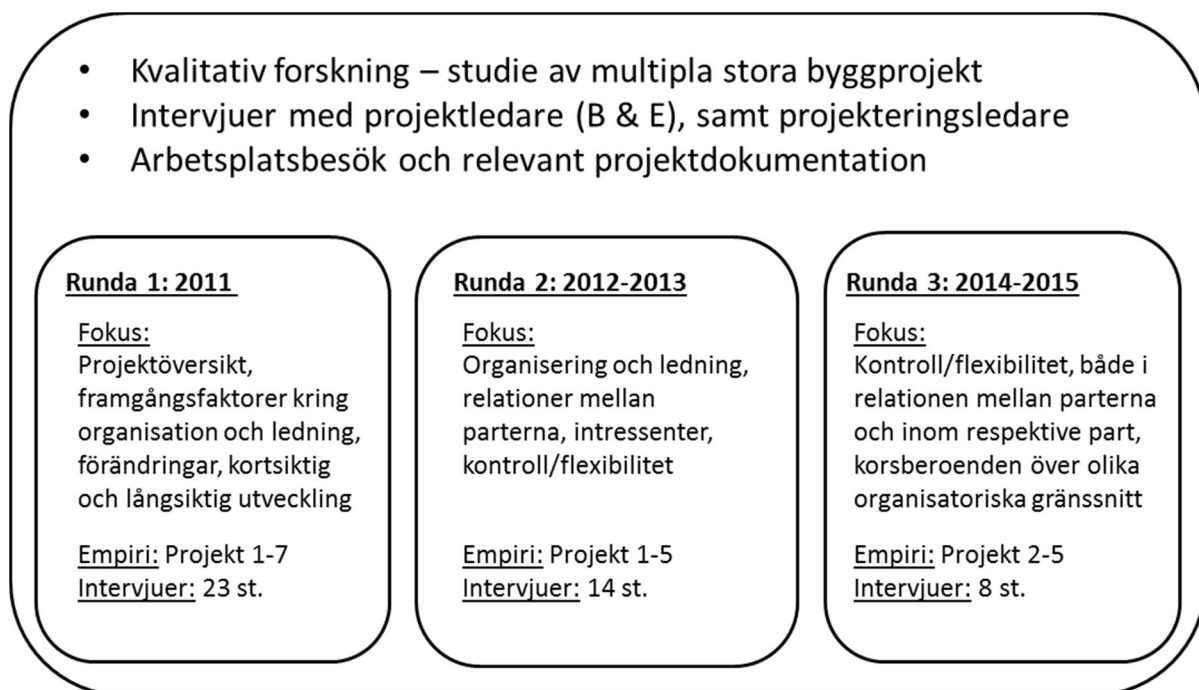 • Kvalitativ forskning – studie av multipla stora byggprojekt
• Intervjuer med projektledare (B & E), samt projekteringsledare
• Arbetsplatsbesök och relevant projektdokumentation
Runda 1: 2011
Fokus:
Projektöversikt,
framgångsfaktorer kring
organisation och ledning,
förändringar, kortsiktig
och långsiktig utveckling
Empiri: Projekt 1-7
Intervjuer: 23 st.
Runda 2: 2012-2013
Fokus:
Organisering och ledning,
relationer mellan
parterna, intressenter,
kontroll/flexibilitet
Empiri: Projekt 1-5
Intervjuer: 14 st.
Runda 3: 2014-2015
Fokus:
Kontroll/flexibilitet, både i
relationen mellan parterna
och inom respektive part,
korsberoenden över olika
organisatoriska gränssnitt
Empiri: Projekt 2-5
Intervjuer: 8 st.